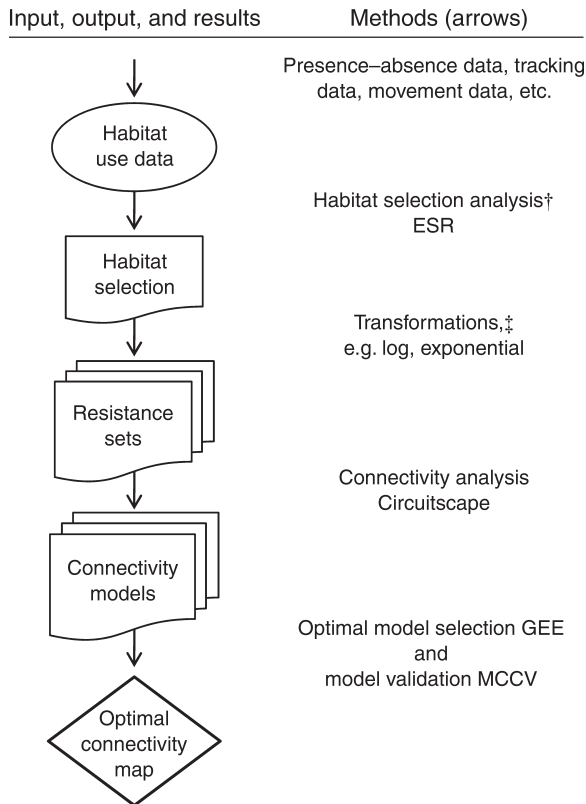 Input, output, and results
Methods (arrows)
Presence–absence data, tracking
data, movement data, etc.
Habitat
use data
Habitat selection analysis†
ESR
Habitat
selection
Transformations,‡
e.g. log, exponential
Resistance
sets
Connectivity analysis
Circuitscape
Connectivity
models
Optimal model selection GEE
and
model validation MCCV
Optimal
connectivity
map